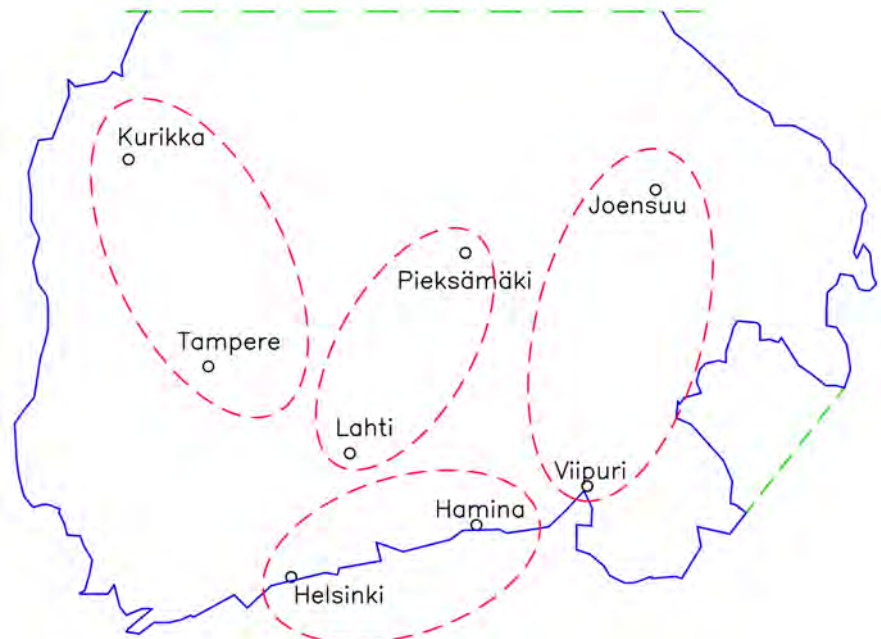 Kurikka
Joensuu
Pieksämäki
Tampere
Lahti
Viipuri
Hamina
Helsinki